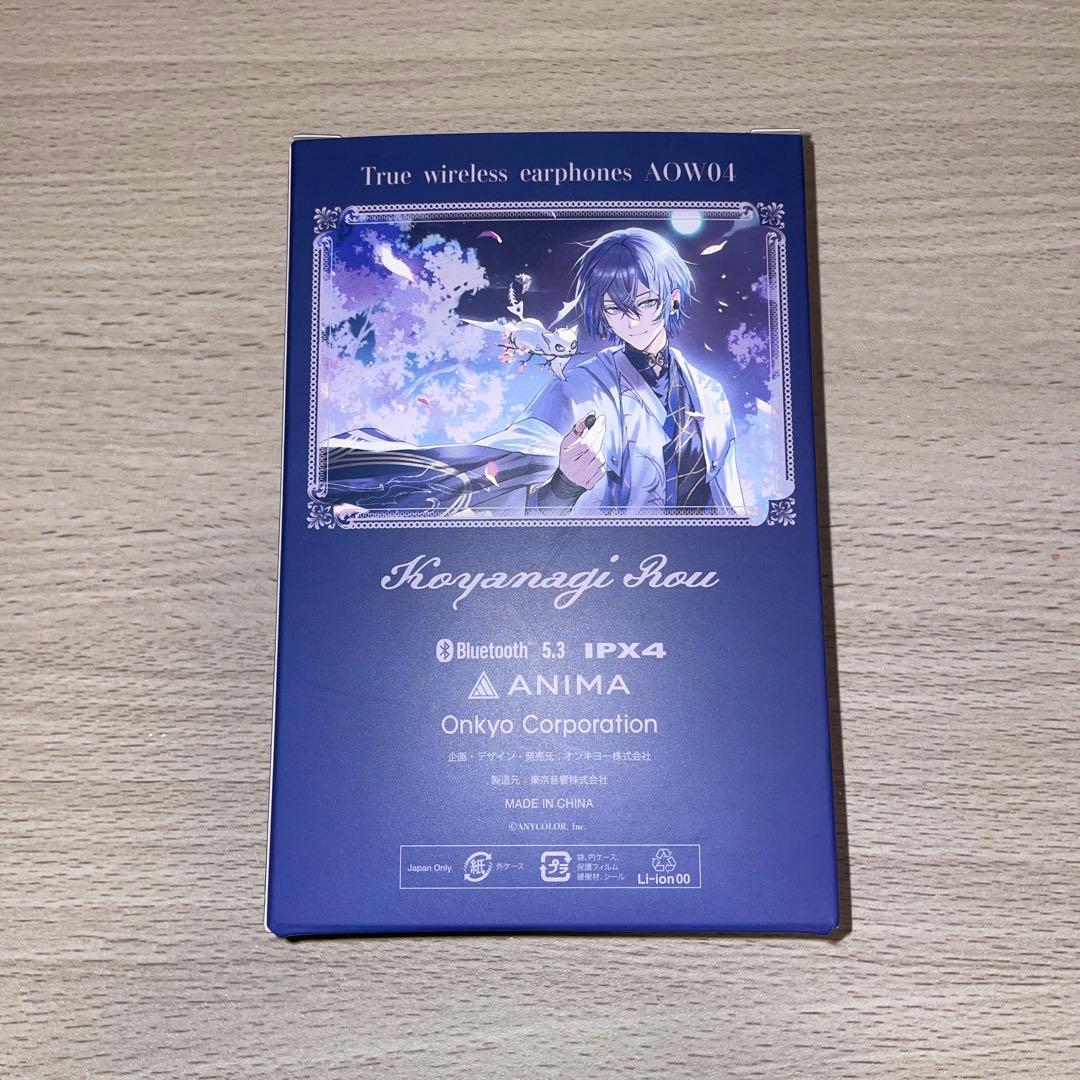 True wireless earphones AOW04
Koyanagi Rou
Bluetooth 5.3 IPX4
ANIMA
Onkyo Corporation
企画・デザイン・発売元：オンキヨー株式会社
製造元：東京音響株式会社
MADE IN CHINA
©ANYCOLOR, Inc.
Japan Only
紙
外ケース
プラ
袋、内ケース、
保護フィルム
緩衝材、シール
Li-ion 00